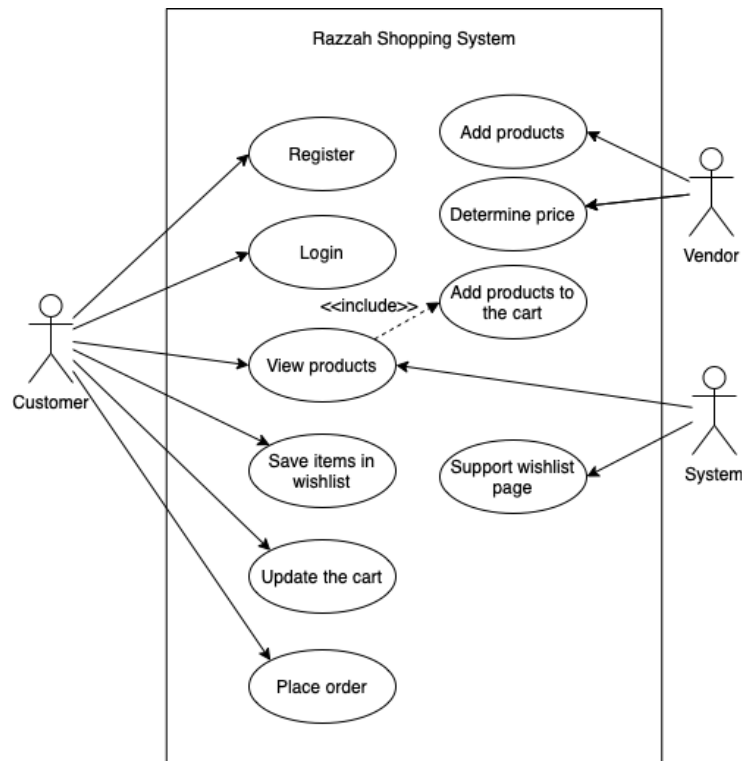 Razzah Shopping System
Add products
Register
Determine price
Vendor
Login
<<include>>
Add products to
the cart
View products
Customer
Save items in
wishlist
Support wishlist
page
System
Update the cart
Place order